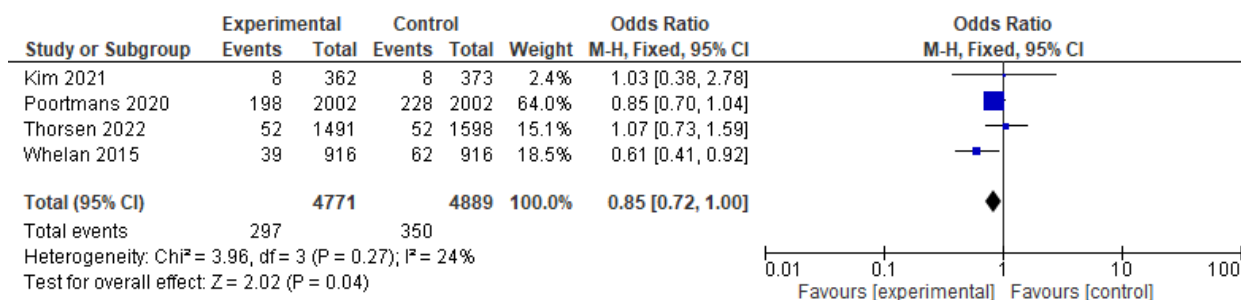 Experimental Control Odds Ratio Odds Ratio
Study or Subgroup Events Total Events Total Weight M-H, Fixed, 95% CI M-H, Fixed, 95% CI
Kim 2021 8 362 8 373 2.4% 1.03 [0.38, 2.78]
Poortmans 2020 198 2002 228 2002 64.0% 0.85 [0.70, 1.04]
Thorsen 2022 52 1491 52 1598 15.1% 1.07 [0.73, 1.59]
Whelan 2015 39 916 62 916 18.5% 0.61 [0.41, 0.92]
Total (95% CI) 4771 4889 100.0% 0.85 [0.72, 1.00]
Total events 297 350
Heterogeneity: Chi² = 3.96, df = 3 (P = 0.27); I² = 24%
Test for overall effect: Z = 2.02 (P = 0.04)
0.01 0.1 1 10 100
Favours [experimental] Favours [control]